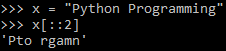 >>> x = "Python Programming"
>>> x[::2]
'Pto rgamn'